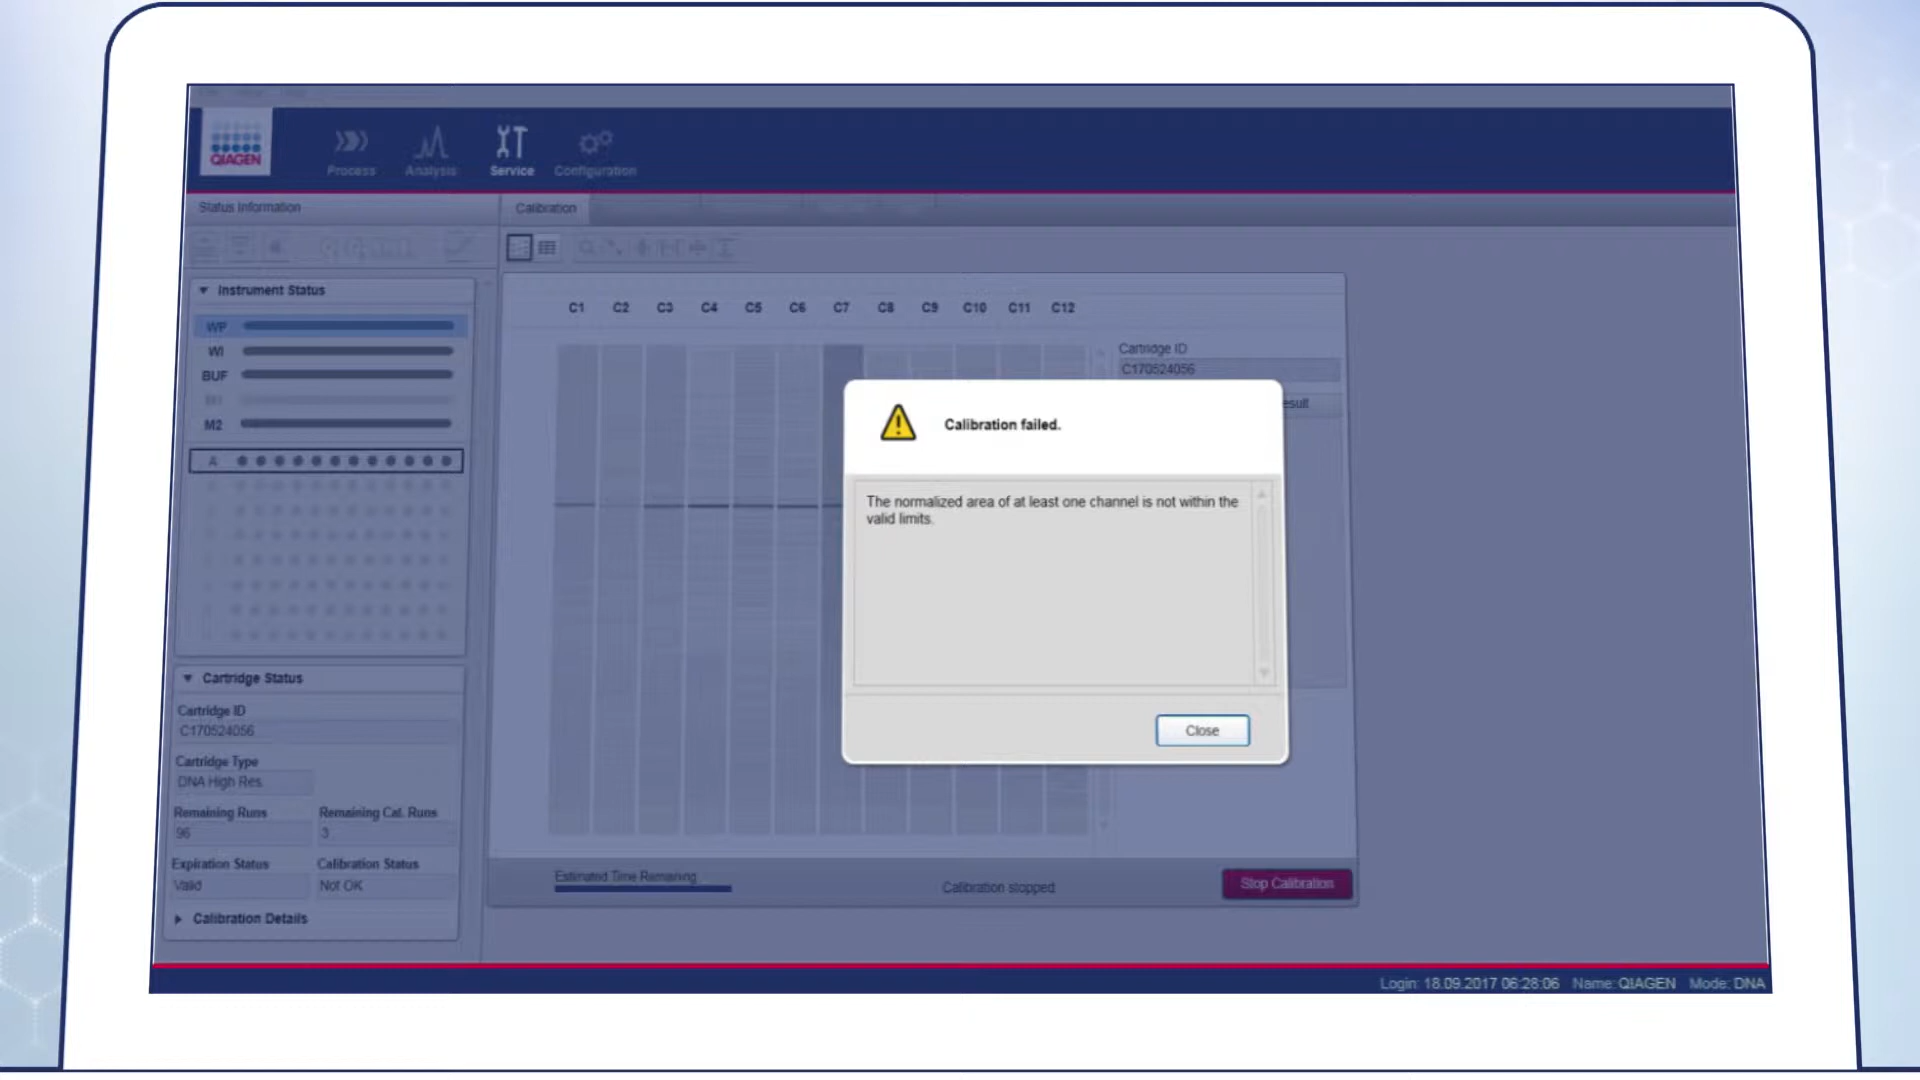 QIAGEN
Process
Analysis
Service
Configuration
Status Information
Calibration
Instrument Status
C1 C2 C3 C4 C5 C6 C7 C8 C9 C10 C11 C12
WP
WI
BUF
M2
A
Cartridge ID
C170524056
esult
Calibration failed.
The normalized area of at least one channel is not within the
valid limits.
Close
Cartridge Status
Cartridge ID
C170524056
Cartridge Type
DNA High Res.
Remaining Runs Remaining Cal. Runs
96 3
Expiration Status Calibration Status
Valid Not OK
Calibration Details
Estimated Time Remaining
Calibration stopped
Stop Calibration
Login: 18.09.2017 06:28:06 Name: QIAGEN Mode: DNA